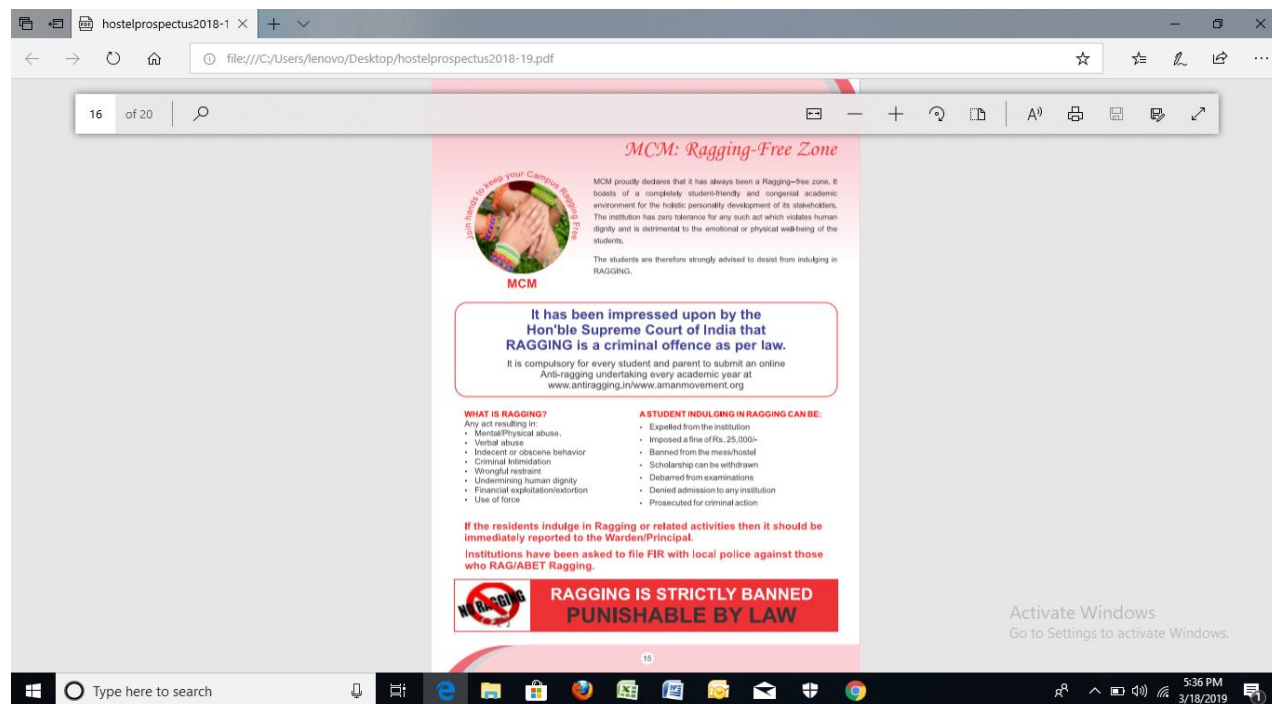 hostelprospectus2018-1
file:///C:/Users/lenovo/Desktop/hostelprospectus2018-19.pdf
16 of 20
MCM: Ragging-Free Zone
Join hands to keep your Campus Ragging Free
MCM
MCM proudly declares that it has always been a Ragging–free zone. It
boasts of a completely student-friendly and congenial academic
environment for the holistic personality development of its stakeholders.
The institution has zero tolerance for any such act which violates human
dignity and is detrimental to the emotional or physical well-being of the
students.
The students are therefore strongly advised to desist from indulging in
RAGGING.
It has been impressed upon by the
Hon'ble Supreme Court of India that
RAGGING is a criminal offence as per law.
It is compulsory for every student and parent to submit an online
Anti-ragging undertaking every academic year at
www.antiragging.in/www.amanmovement.org
WHAT IS RAGGING?
Any act resulting in:
• Mental/Physical abuse.
• Verbal abuse
• Indecent or obscene behavior
• Criminal Intimidation
• Wrongful restraint
• Undermining human dignity
• Financial exploitation/extortion
• Use of force
A STUDENT INDULGING IN RAGGING CAN BE:
• Expelled from the institution
• Imposed a fine of Rs. 25,000/-
• Banned from the mess/hostel
• Scholarship can be withdrawn
• Debarred from examinations
• Denied admission to any institution
• Prosecuted for criminal action
If the residents indulge in Ragging or related activities then it should be
immediately reported to the Warden/Principal.
Institutions have been asked to file FIR with local police against those
who RAG/ABET Ragging.
NO RAGGING
RAGGING IS STRICTLY BANNED
PUNISHABLE BY LAW
15
Activate Windows
Go to Settings to activate Windows.
Type here to search
5:36 PM
3/18/2019